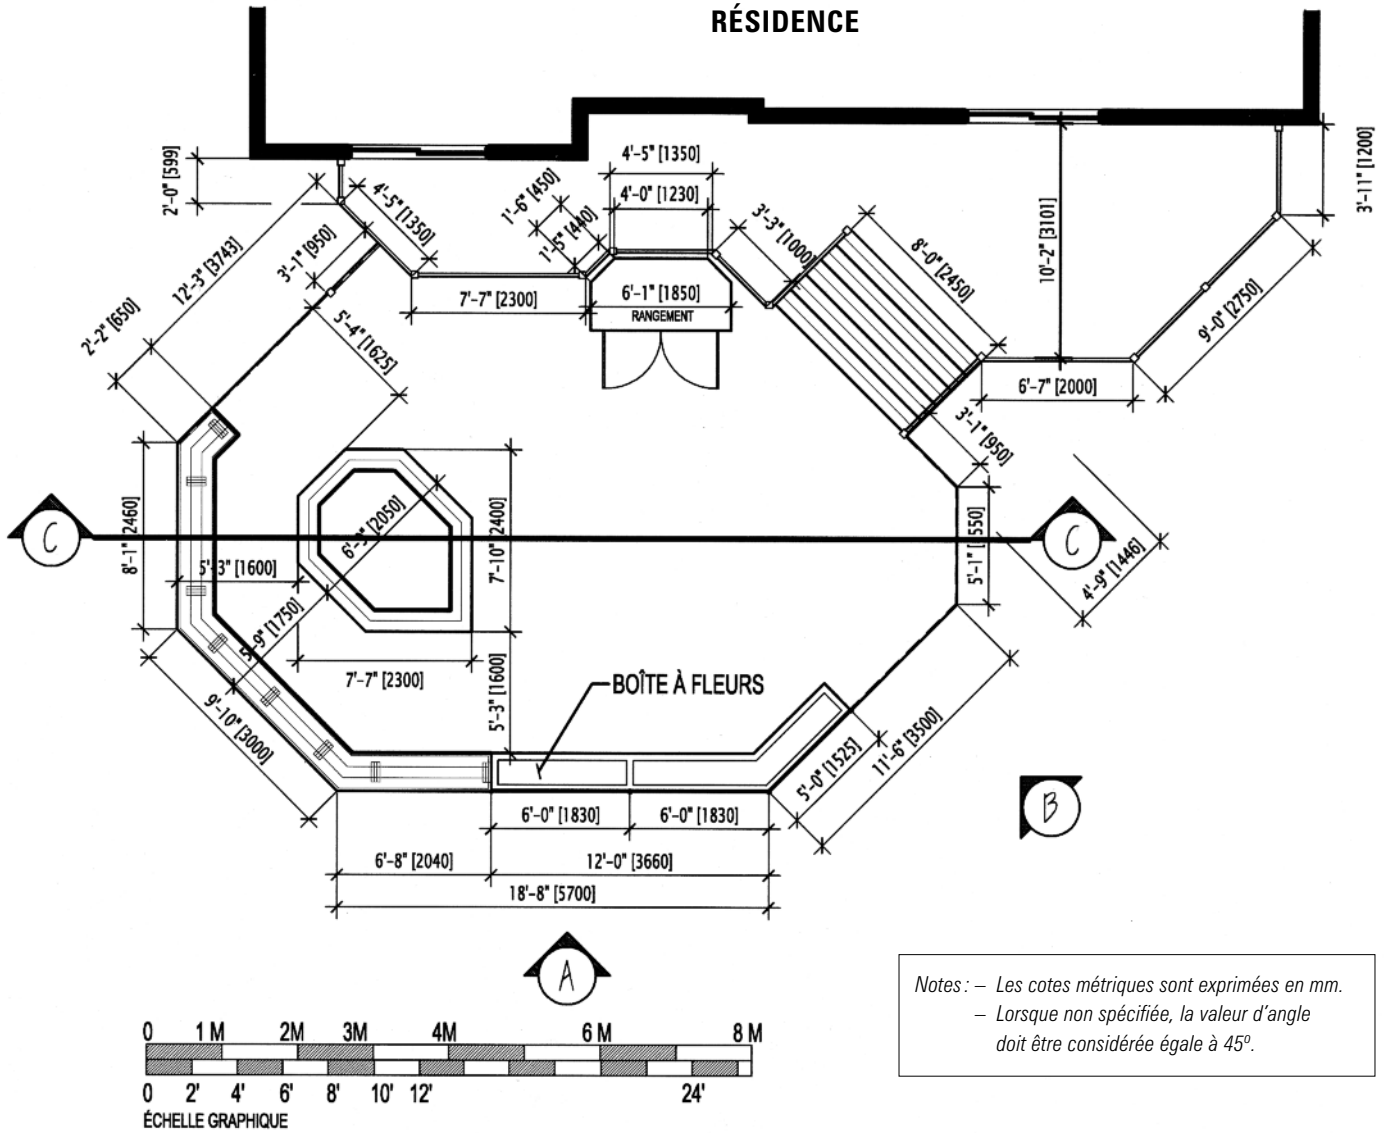 RÉSIDENCE
2'-0" [599]
4'-5" [1350]
3'-1" [950]
12'-3" [3743]
2'-2" [650]
7'-7" [2300]
5'-4" [1625]
1'-6" [450]
1'-5" [440]
4'-5" [1350]
4'-0" [1230]
6'-1" [1850]
RANGEMENT
3'-3" [1000]
8'-0" [2450]
10'-2" [3101]
3'-11" [1200]
9'-0" [2750]
6'-7" [2000]
3'-1" [950]
8'-1" [2460]
5'-3" [1600]
6'-9" [2050]
7'-10" [2400]
5'-9" [1750]
7'-7" [2300]
5'-3" [1600]
9'-10" [3000]
5'-1" [1550]
4'-9" [1446]
C
C
BOÎTE À FLEURS
5'-0" [1525]
11'-6" [3500]
6'-0" [1830]
6'-0" [1830]
6'-8" [2040]
12'-0" [3660]
18'-8" [5700]
B
A
0 1 M 2M 3M 4M 6 M 8 M
0 2' 4' 6' 8' 10' 12' 24'
ÉCHELLE GRAPHIQUE
Notes : – Les cotes métriques sont exprimées en mm.
– Lorsque non spécifiée, la valeur d'angle
doit être considérée égale à 45º.